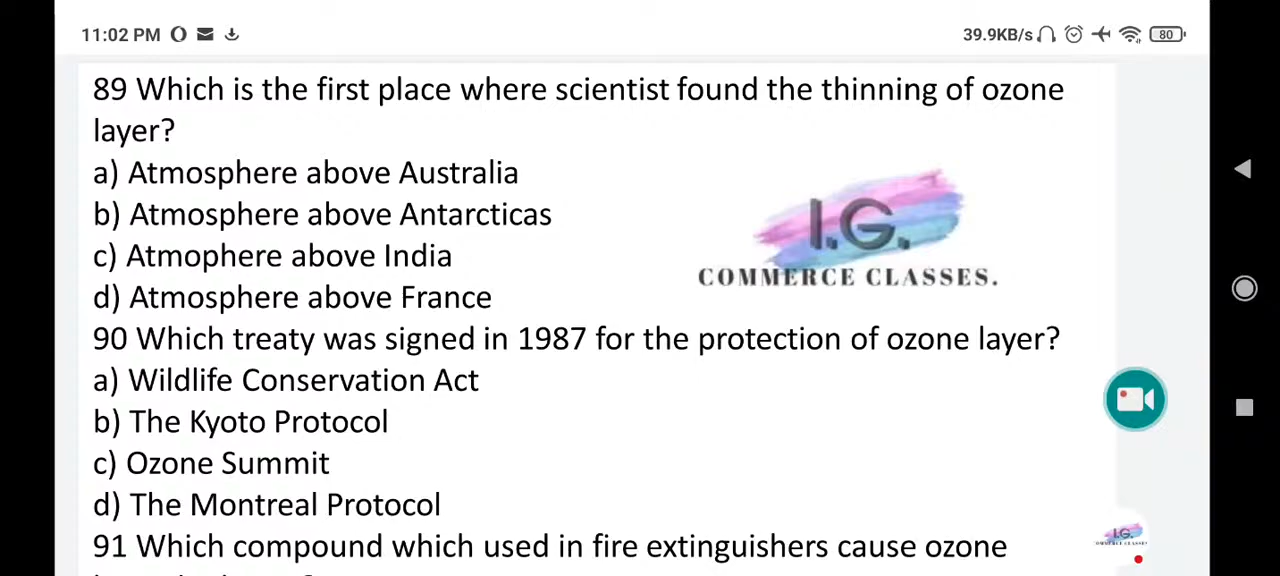 11:02 PM
39.9KB/s
80
89 Which is the first place where scientist found the thinning of ozone
layer?
a) Atmosphere above Australia
b) Atmosphere above Antarcticas
c) Atmophere above India
d) Atmosphere above France
I.G.
COMMERCE CLASSES.
90 Which treaty was signed in 1987 for the protection of ozone layer?
a) Wildlife Conservation Act
b) The Kyoto Protocol
c) Ozone Summit
d) The Montreal Protocol
91 Which compound which used in fire extinguishers cause ozone
I.G.